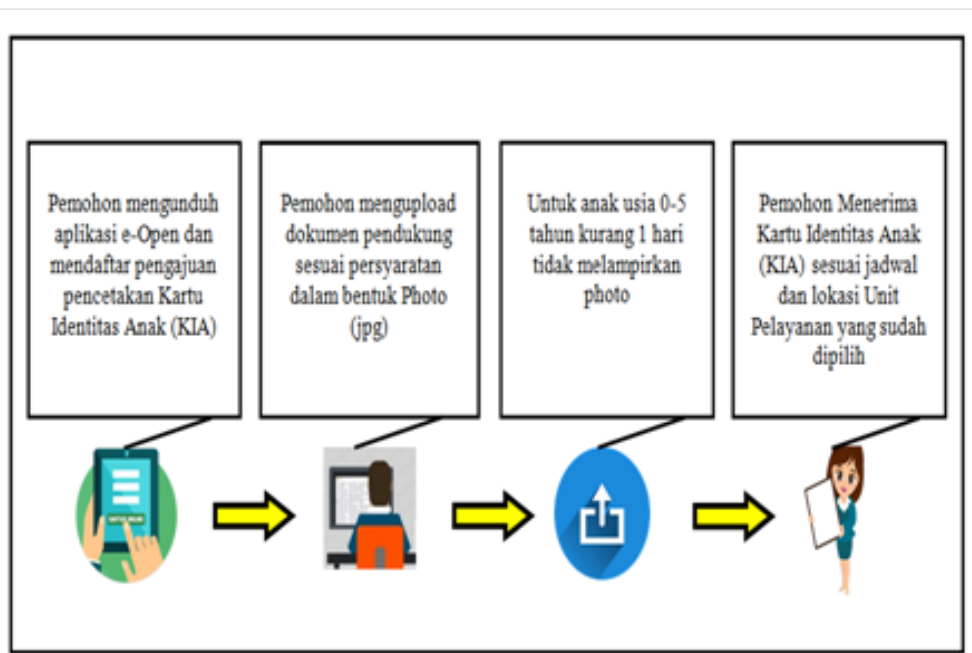 Pemohon mengunduh
aplikasi e-Open dan
mendaftar pengajuan
pencetakan Kartu
Identitas Anak (KIA)
Pemohon mengupload
dokumen pendukung
sesuai persyaratan
dalam bentuk Photo
(jpg)
Untuk anak usia 0-5
tahun kurang 1 hari
tidak melampirkan
photo
Pemohon Menerima
Kartu Identitas Anak
(KIA) sesuai jadwal
dan lokasi Unit
Pelayanan yang sudah
dipilih